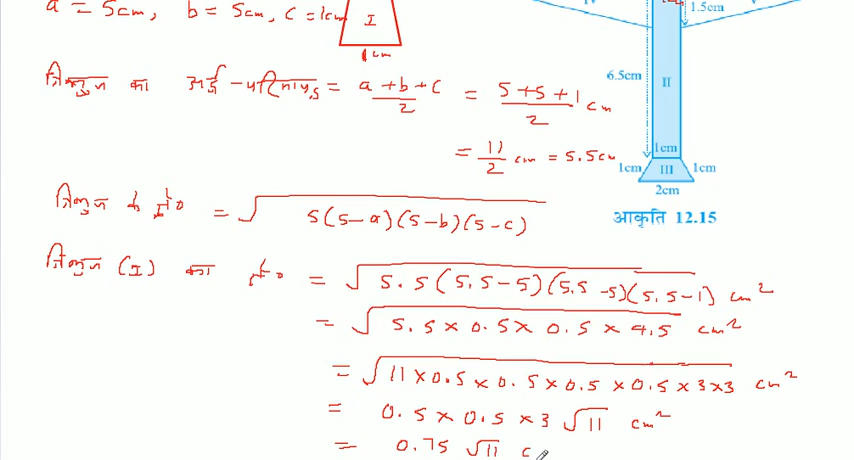 a = 5cm, b = 5cm, c = 1cm
I
1cm
त्रिभुज का अर्द्ध-परिमाप, s = a+b+c/2 = 5+5+1/2 cm
= 11/2 cm = 5.5cm
त्रिभुज के क्षे० = √s(s-a)(s-b)(s-c)
त्रिभुज (I) का क्षे० = √5.5(5.5-5)(5.5-5)(5.5-1) cm²
= √5.5×0.5×0.5×4.5 cm²
= √11×0.5×0.5×0.5×0.5×3×3 cm²
= 0.5×0.5×3√11 cm²
= 0.75√11 c
1.5cm
6.5cm
II
1cm
1cm III 1cm
2cm
आकृति 12.15